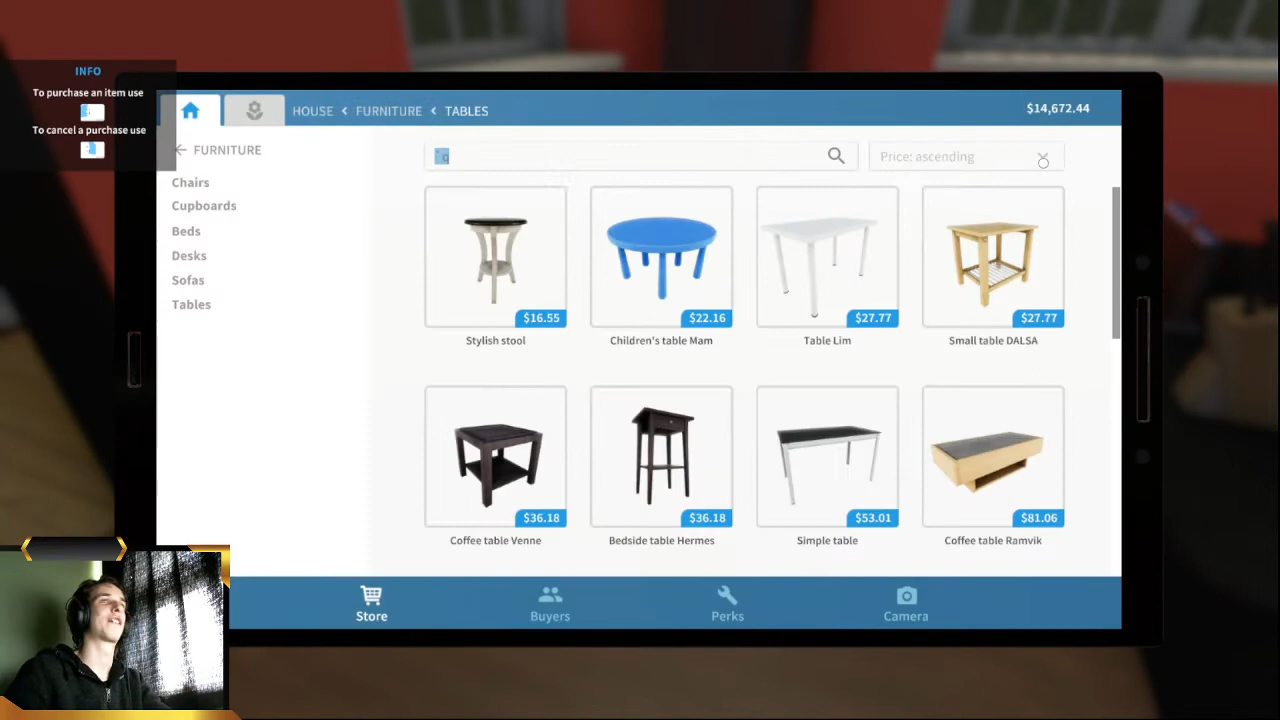 INFO
To purchase an item use
To cancel a purchase use
HOUSE < FURNITURE < TABLES
$14,672.44
FURNITURE
Chairs
Cupboards
Beds
Desks
Sofas
Tables
Price: ascending
$16.55
$22.16
$27.77
$27.77
Stylish stool
Children's table Mam
Table Lim
Small table DALSA
$36.18
$36.18
$53.01
$81.06
Coffee table Venne
Bedside table Hermes
Simple table
Coffee table Ramvik
Store
Buyers
Perks
Camera